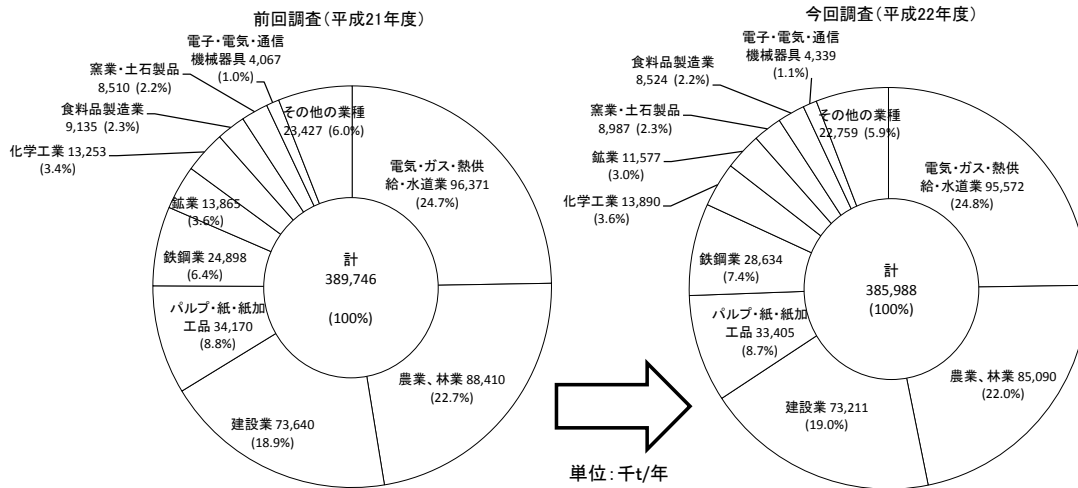 前回調査（平成21年度）
電子・電気・通信
機械器具 4,067
(1.0%)
窯業・土石製品
8,510 (2.2%)
食料品製造業
9,135 (2.3%)
化学工業 13,253
(3.4%)
鉱業 13,865
(3.6%)
鉄鋼業 24,898
(6.4%)
パルプ・紙・紙加
工品 34,170
(8.8%)
建設業 73,640
(18.9%)
農業、林業 88,410
(22.7%)
電気・ガス・熱供
給・水道業 96,371
(24.7%)
その他の業種
23,427 (6.0%)
計
389,746
(100%)
単位：千t/年
今回調査（平成22年度）
電子・電気・通信
機械器具 4,339
(1.1%)
食料品製造業
8,524 (2.2%)
窯業・土石製品
8,987 (2.3%)
鉱業 11,577
(3.0%)
化学工業 13,890
(3.6%)
鉄鋼業 28,634
(7.4%)
パルプ・紙・紙加
工品 33,405
(8.7%)
建設業 73,211
(19.0%)
農業、林業 85,090
(22.0%)
電気・ガス・熱供
給・水道業 95,572
(24.8%)
その他の業種
22,759 (5.9%)
計
385,988
(100%)